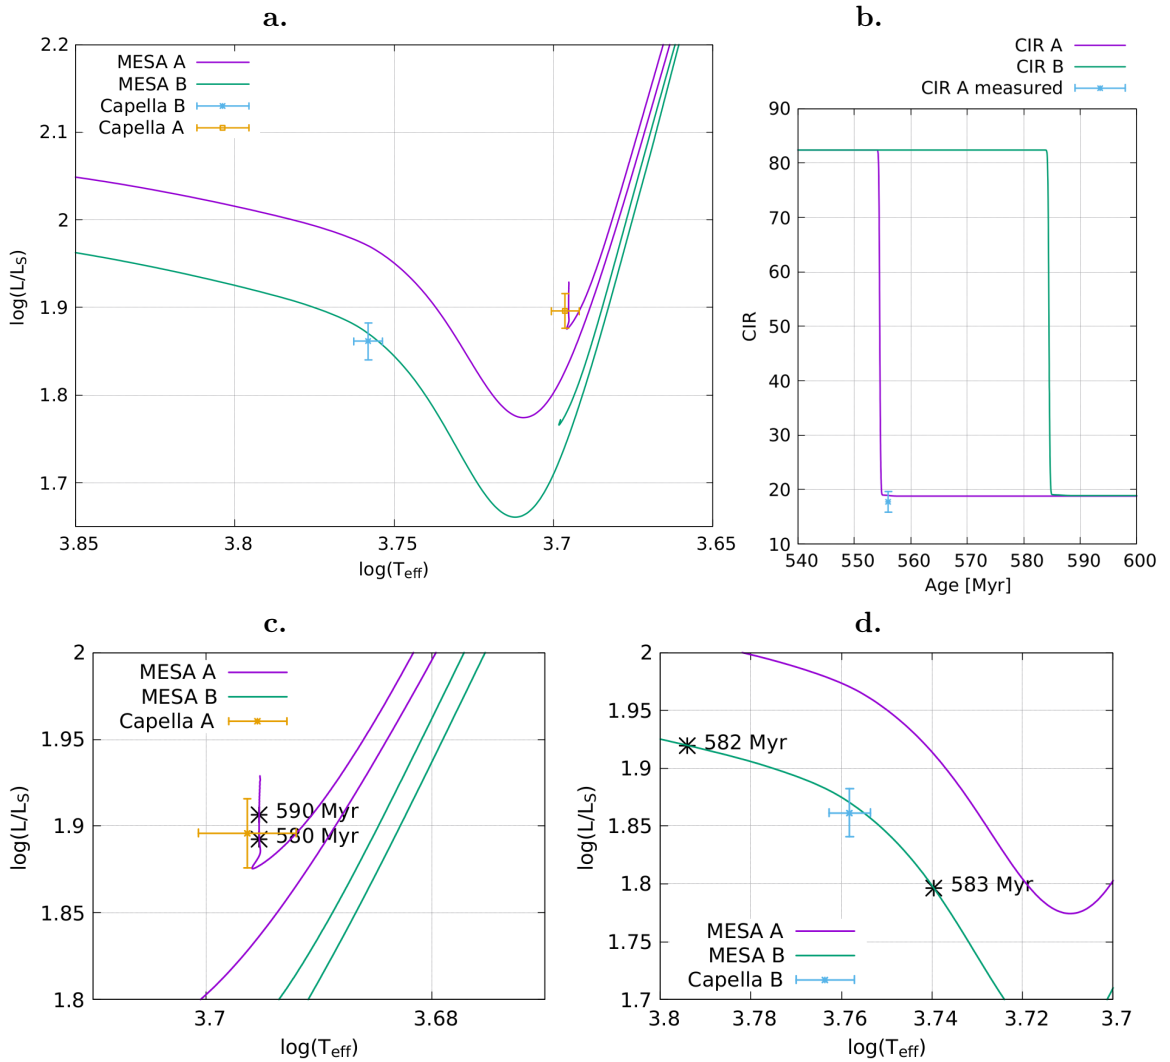 a.
MESA A
MESA B
Capella B
Capella A
2.2
2.1
2
1.9
1.8
1.7
log(L/LS)
3.85 3.8 3.75 3.7 3.65
log(Teff)
b.
CIR A
CIR B
CIR A measured
90
80
70
60
50
40
30
20
10
CIR
540 550 560 570 580 590 600
Age [Myr]
c.
MESA A
MESA B
Capella A
2
1.95
1.9
1.85
1.8
log(L/LS)
590 Myr
580 Myr
3.7 3.68
log(Teff)
d.
2
1.95
1.9
1.85
1.8
1.75
1.7
log(L/LS)
582 Myr
583 Myr
MESA A
MESA B
Capella B
3.8 3.78 3.76 3.74 3.72 3.7
log(Teff)